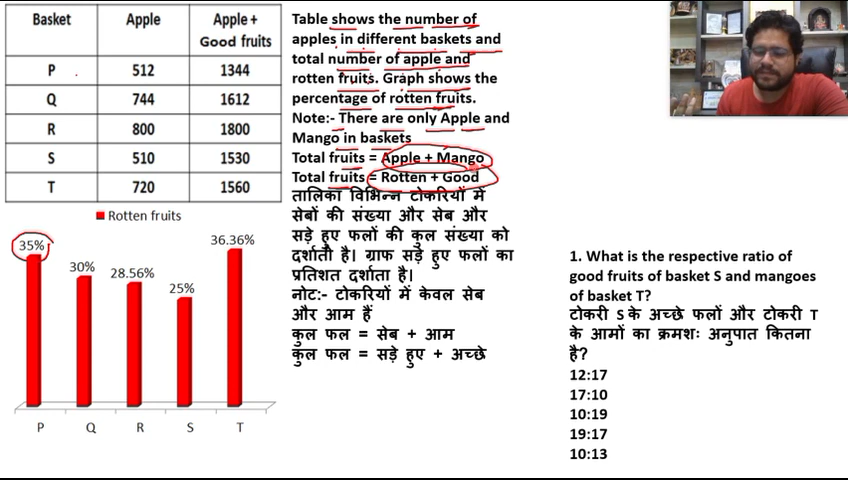 Basket Apple Apple +
Good fruits
P 512 1344
Q 744 1612
R 800 1800
S 510 1530
T 720 1560
Rotten fruits
35%
30%
28.56%
25%
36.36%
P Q R S T
Table shows the number of
apples in different baskets and
total number of apple and
rotten fruits. Graph shows the
percentage of rotten fruits.
Note:- There are only Apple and
Mango in baskets
Total fruits = Apple + Mango
Total fruits = Rotten + Good
तालिका विभिन्न टोकरियों में
सेबों की संख्या और सेब और
सड़े हुए फलों की कुल संख्या को
दर्शाती है। ग्राफ सड़े हुए फलों का
प्रतिशत दर्शाता है।
नोट:- टोकरियों में केवल सेब
और आम हैं
कुल फल = सेब + आम
कुल फल = सड़े हुए + अच्छे
1. What is the respective ratio of
good fruits of basket S and mangoes
of basket T?
टोकरी S के अच्छे फलों और टोकरी T
के आमों का क्रमशः अनुपात कितना
है?
12:17
17:10
10:19
19:17
10:13